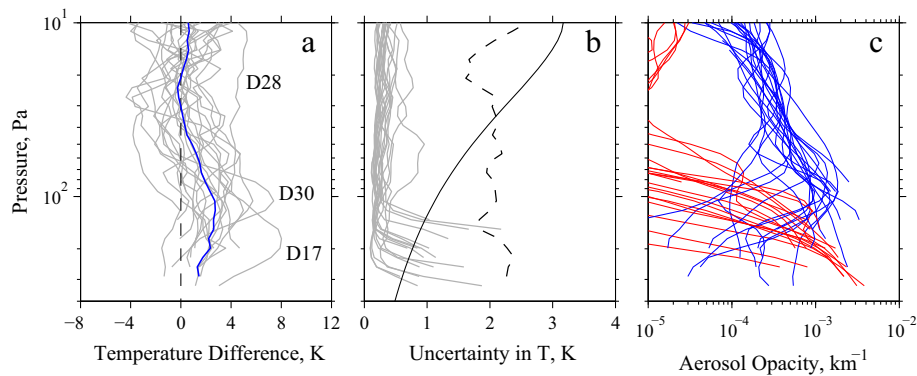 a b c
10¹
10²
Pressure, Pa
D28
D30
D17
−8 −4 0 4 8 12
0 1 2 3 4
10⁻⁵ 10⁻⁴ 10⁻³ 10⁻²
Temperature Difference, K
Uncertainty in T, K
Aerosol Opacity, km⁻¹